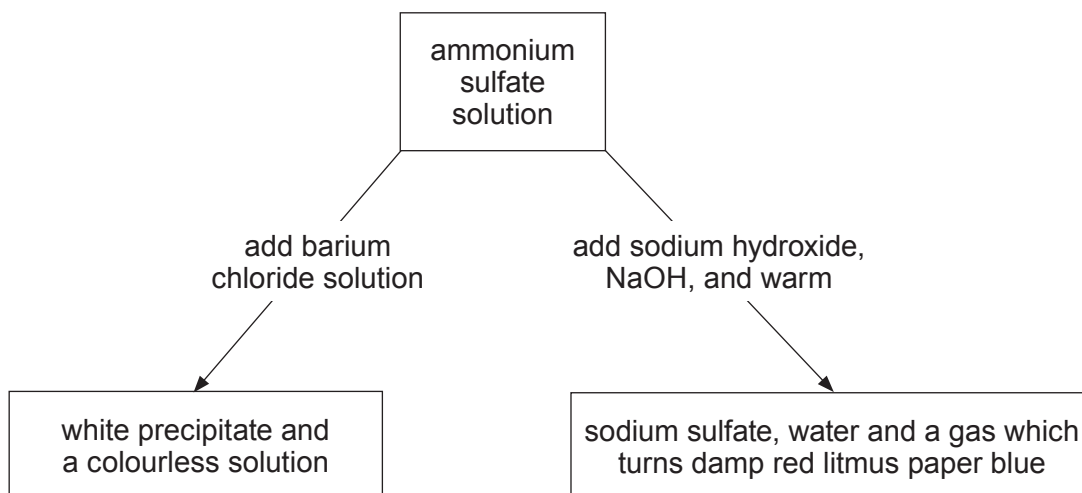 ammonium
sulfate
solution
add barium
chloride solution
add sodium hydroxide,
NaOH, and warm
white precipitate and
a colourless solution
sodium sulfate, water and a gas which
turns damp red litmus paper blue